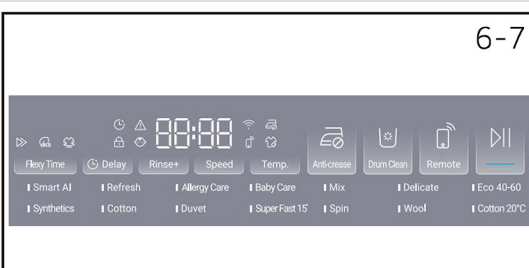 6-7
88:88
Flexy Time Delay Rinse+ Speed Temp. Anti-crease Drum Clean Remote
Smart AI Refresh Allergy Care Baby Care Mix Delicate Eco 40-60
Synthetics Cotton Duvet Super Fast 15' Spin Wool Cotton 20°C